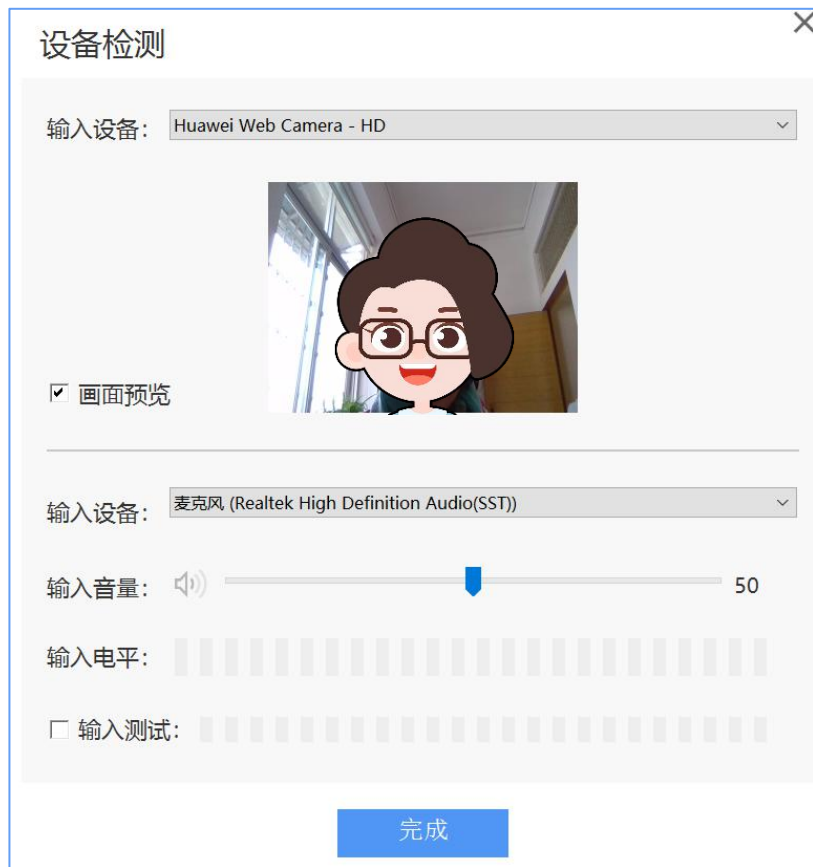 设备检测
输入设备： Huawei Web Camera - HD
画面预览
输入设备： 麦克风 (Realtek High Definition Audio(SST))
输入音量： 50
输入电平：
输入测试：
完成